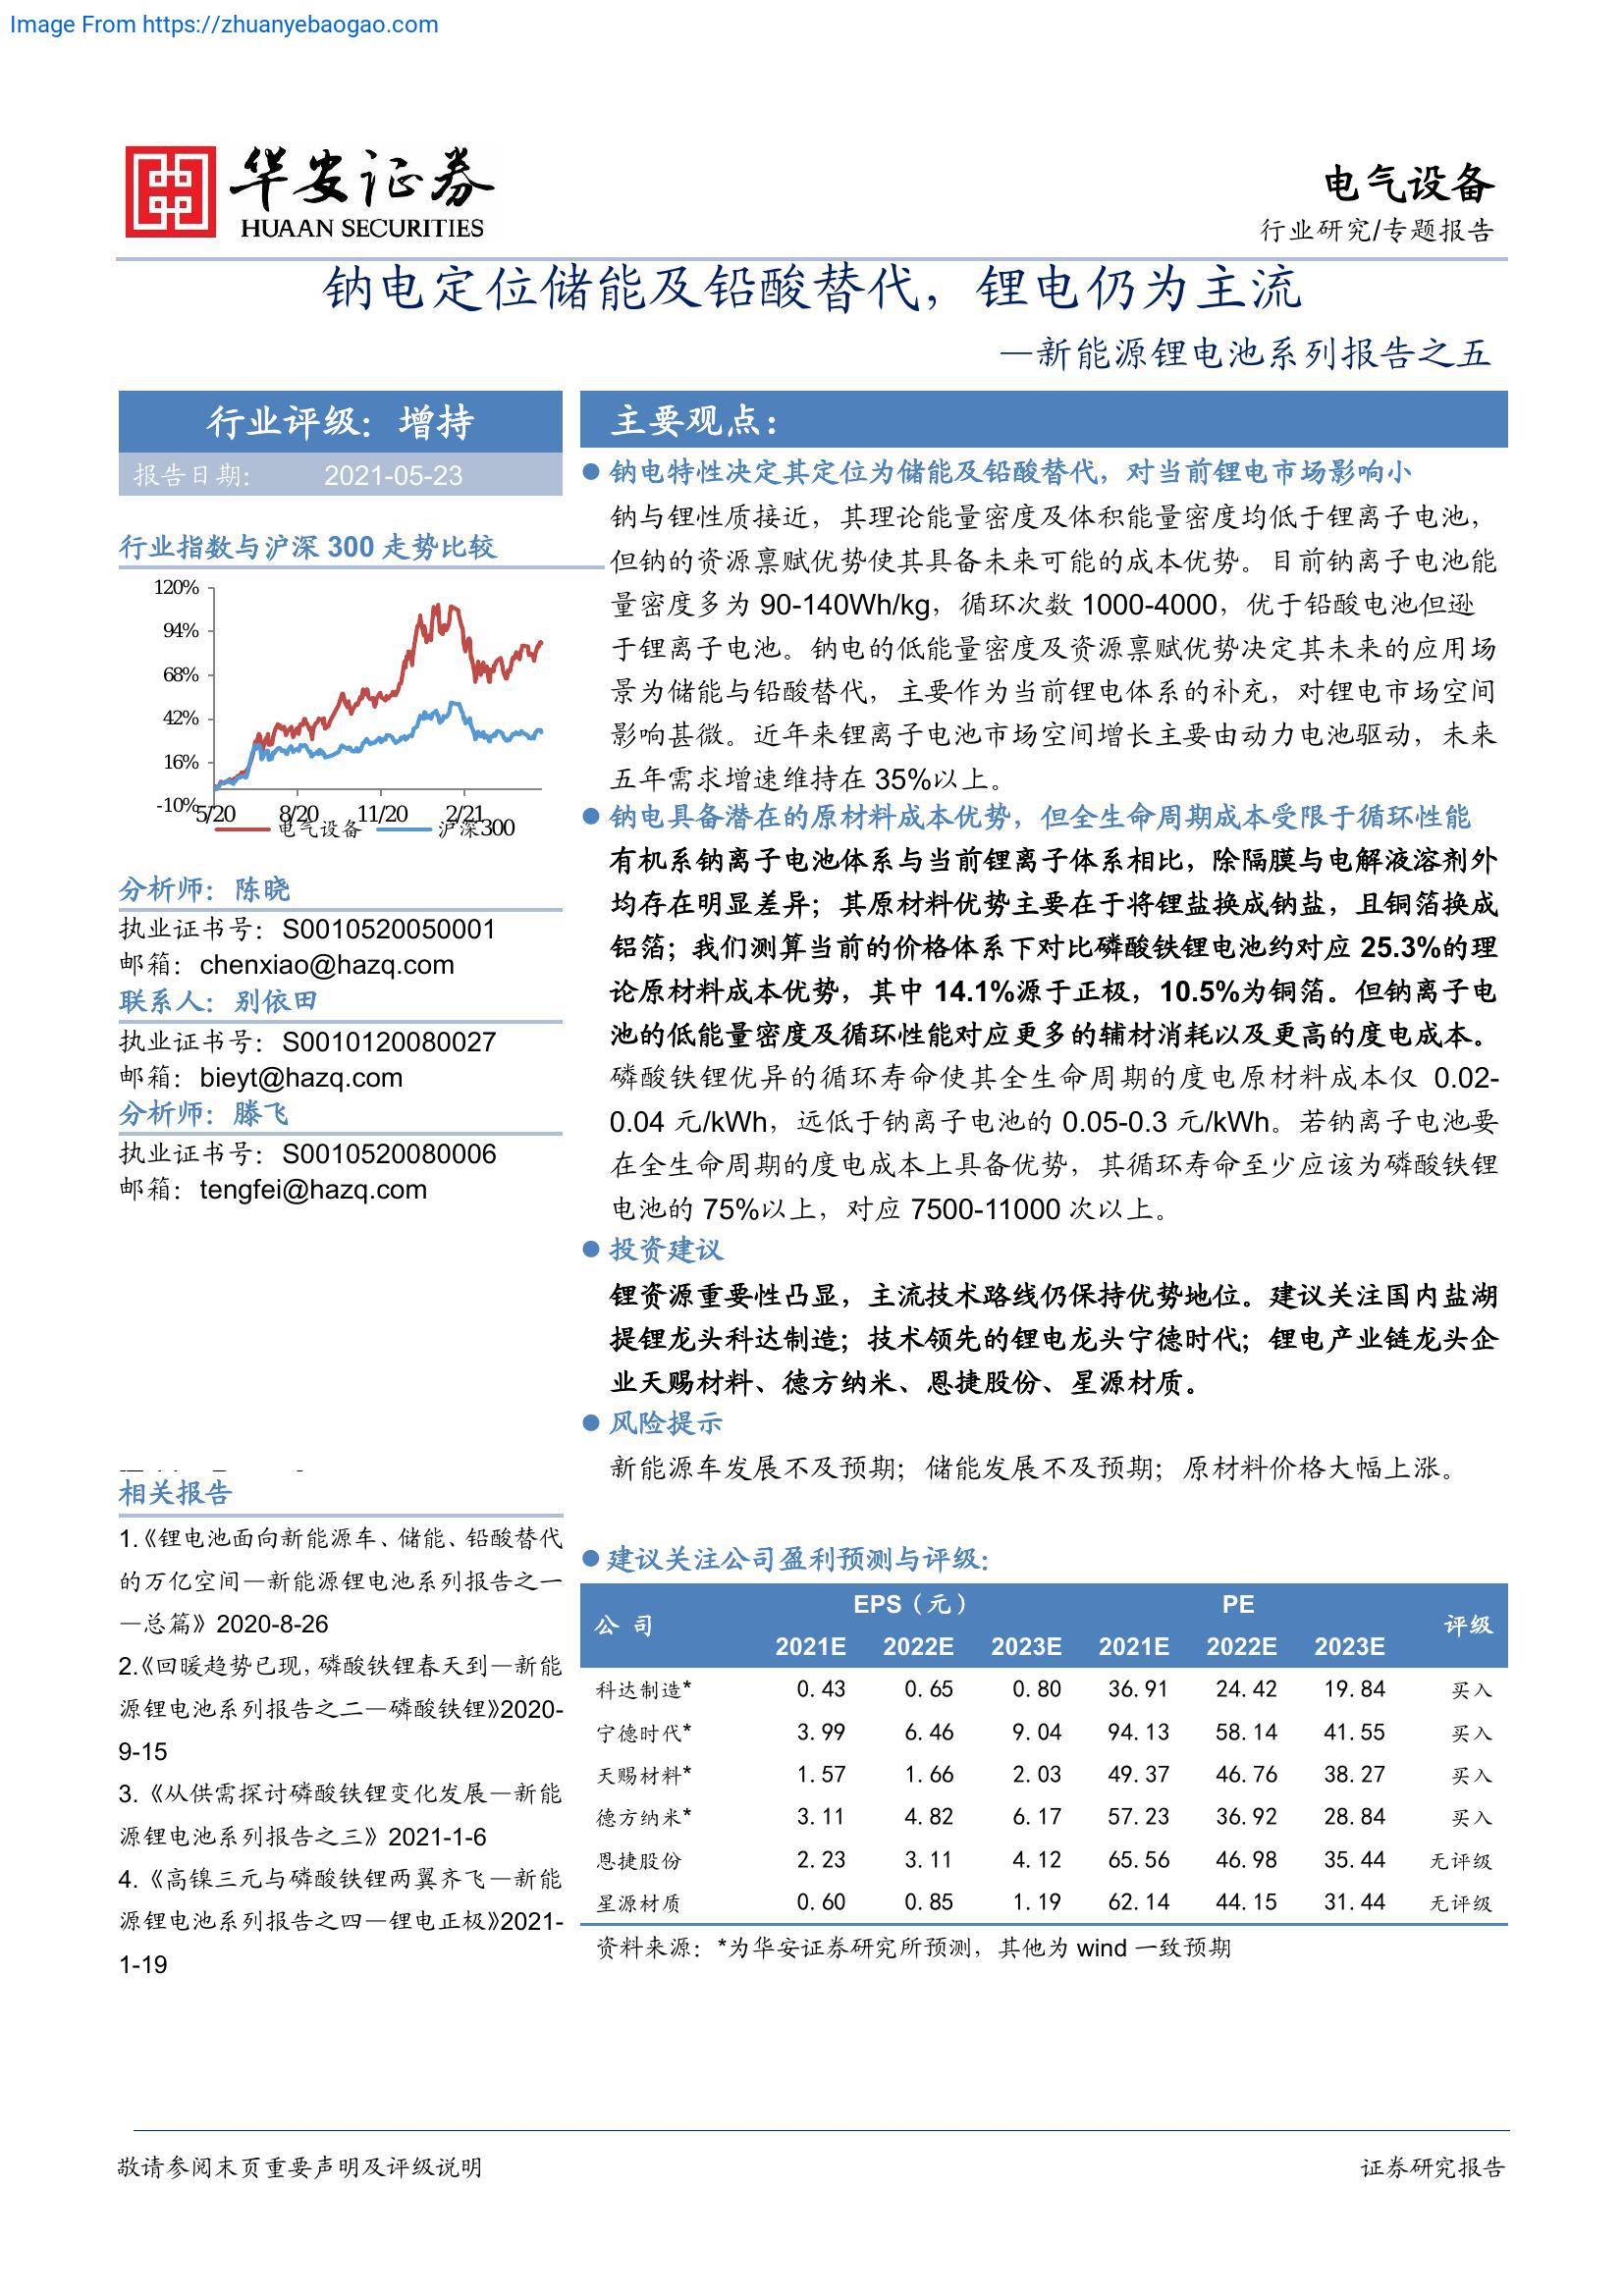 Image From https://zhuanyebaogao.com
华安证券
HUAAN SECURITIES
电气设备
行业研究/专题报告
钠电定位储能及铅酸替代，锂电仍为主流
—新能源锂电池系列报告之五
行业评级：增持
报告日期： 2021-05-23
行业指数与沪深 300 走势比较
120%
94%
68%
42%
16%
-10%
5/20 8/20 11/20 2/21
电气设备 沪深300
分析师：陈晓
执业证书号：S0010520050001
邮箱：chenxiao@hazq.com
联系人：别依田
执业证书号：S0010120080027
邮箱：bieyt@hazq.com
分析师：滕飞
执业证书号：S0010520080006
邮箱：tengfei@hazq.com
相关报告
1.《锂电池面向新能源车、储能、铅酸替代
的万亿空间—新能源锂电池系列报告之一
—总篇》2020-8-26
2.《回暖趋势已现，磷酸铁锂春天到—新能
源锂电池系列报告之二—磷酸铁锂》2020-
9-15
3.《从供需探讨磷酸铁锂变化发展—新能
源锂电池系列报告之三》2021-1-6
4.《高镍三元与磷酸铁锂两翼齐飞—新能
源锂电池系列报告之四—锂电正极》2021-
1-19
主要观点：
● 钠电特性决定其定位为储能及铅酸替代，对当前锂电市场影响小
钠与锂性质接近，其理论能量密度及体积能量密度均低于锂离子电池，
但钠的资源禀赋优势使其具备未来可能的成本优势。目前钠离子电池能
量密度多为 90-140Wh/kg，循环次数 1000-4000，优于铅酸电池但逊
于锂离子电池。钠电的低能量密度及资源禀赋优势决定其未来的应用场
景为储能与铅酸替代，主要作为当前锂电体系的补充，对锂电市场空间
影响甚微。近年来锂离子电池市场空间增长主要由动力电池驱动，未来
五年需求增速维持在 35%以上。
● 钠电具备潜在的原材料成本优势，但全生命周期成本受限于循环性能
有机系钠离子电池体系与当前锂离子体系相比，除隔膜与电解液溶剂外
均存在明显差异；其原材料优势主要在于将锂盐换成钠盐，且铜箔换成
铝箔；我们测算当前的价格体系下对比磷酸铁锂电池约对应 25.3%的理
论原材料成本优势，其中 14.1%源于正极，10.5%为铜箔。但钠离子电
池的低能量密度及循环性能对应更多的辅材消耗以及更高的度电成本。
磷酸铁锂优异的循环寿命使其全生命周期的度电原材料成本仅 0.02-
0.04 元/kWh，远低于钠离子电池的 0.05-0.3 元/kWh。若钠离子电池要
在全生命周期的度电成本上具备优势，其循环寿命至少应该为磷酸铁锂
电池的 75%以上，对应 7500-11000 次以上。
● 投资建议
锂资源重要性凸显，主流技术路线仍保持优势地位。建议关注国内盐湖
提锂龙头科达制造；技术领先的锂电龙头宁德时代；锂电产业链龙头企
业天赐材料、德方纳米、恩捷股份、星源材质。
● 风险提示
新能源车发展不及预期；储能发展不及预期；原材料价格大幅上涨。
● 建议关注公司盈利预测与评级：
公 司 EPS（元） PE 评级
2021E 2022E 2023E 2021E 2022E 2023E
科达制造* 0.43 0.65 0.80 36.91 24.42 19.84 买入
宁德时代* 3.99 6.46 9.04 94.13 58.14 41.55 买入
天赐材料* 1.57 1.66 2.03 49.37 46.76 38.27 买入
德方纳米* 3.11 4.82 6.17 57.23 36.92 28.84 买入
恩捷股份 2.23 3.11 4.12 65.56 46.98 35.44 无评级
星源材质 0.60 0.85 1.19 62.14 44.15 31.44 无评级
资料来源：*为华安证券研究所预测，其他为 wind 一致预期
敬请参阅末页重要声明及评级说明
证券研究报告